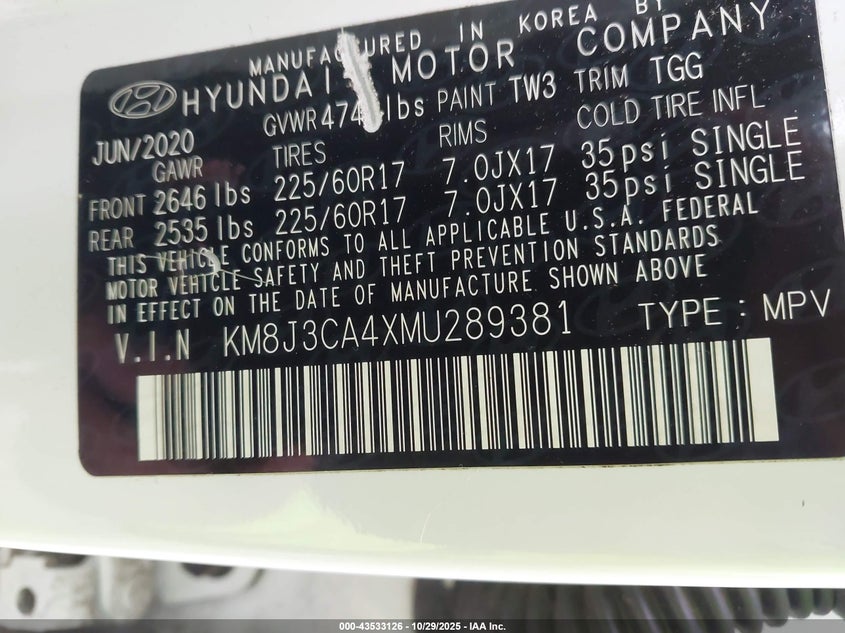 MANUFACTURED IN KOREA BY
HYUNDAI MOTOR COMPANY
JUN/2020 GVWR lbs PAINT TW3 TRIM TGG
GAWR TIRES RIMS COLD TIRE INFL
FRONT 2646 lbs 225/60R17 7.0JX17 35psi SINGLE
REAR 2535 lbs 225/60R17 7.0JX17 35psi SINGLE
THIS VEHICLE CONFORMS TO ALL APPLICABLE U.S.A. FEDERAL
MOTOR VEHICLE SAFETY AND THEFT PREVENTION STANDARDS
IN EFFECT ON THE DATE OF MANUFACTURE SHOWN ABOVE
V.I.N KM8J3CA4XMU289381 TYPE : MPV
000-43533126 - 10/29/2025 - IAA Inc.